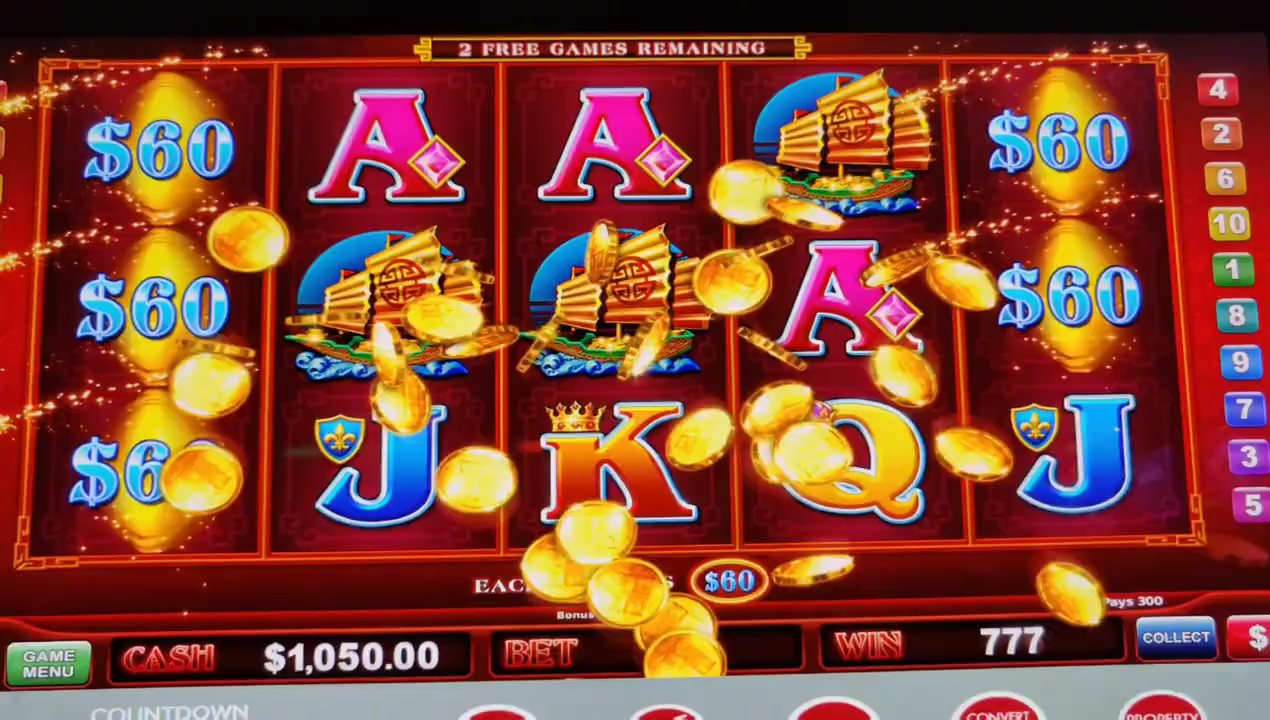 2 FREE GAMES REMAINING
$60 A A $60
$60 A $60
J K Q J
4
2
6
10
1
8
9
7
3
5
$60
Pays 300
GAME MENU CASH $1,050.00 BET WIN 777 COLLECT $
COUNTDOWN
CONVERT PROPERTY